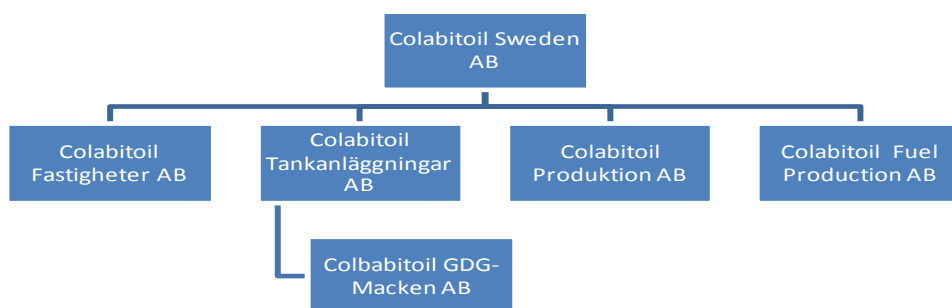 Colabitoil Sweden
AB
Colabitoil
Fastigheter AB
Colabitoil
Tankanläggningar
AB
Colabitoil
Produktion AB
Colabitoil Fuel
Production AB
Colbabitoil GDG-
Macken AB